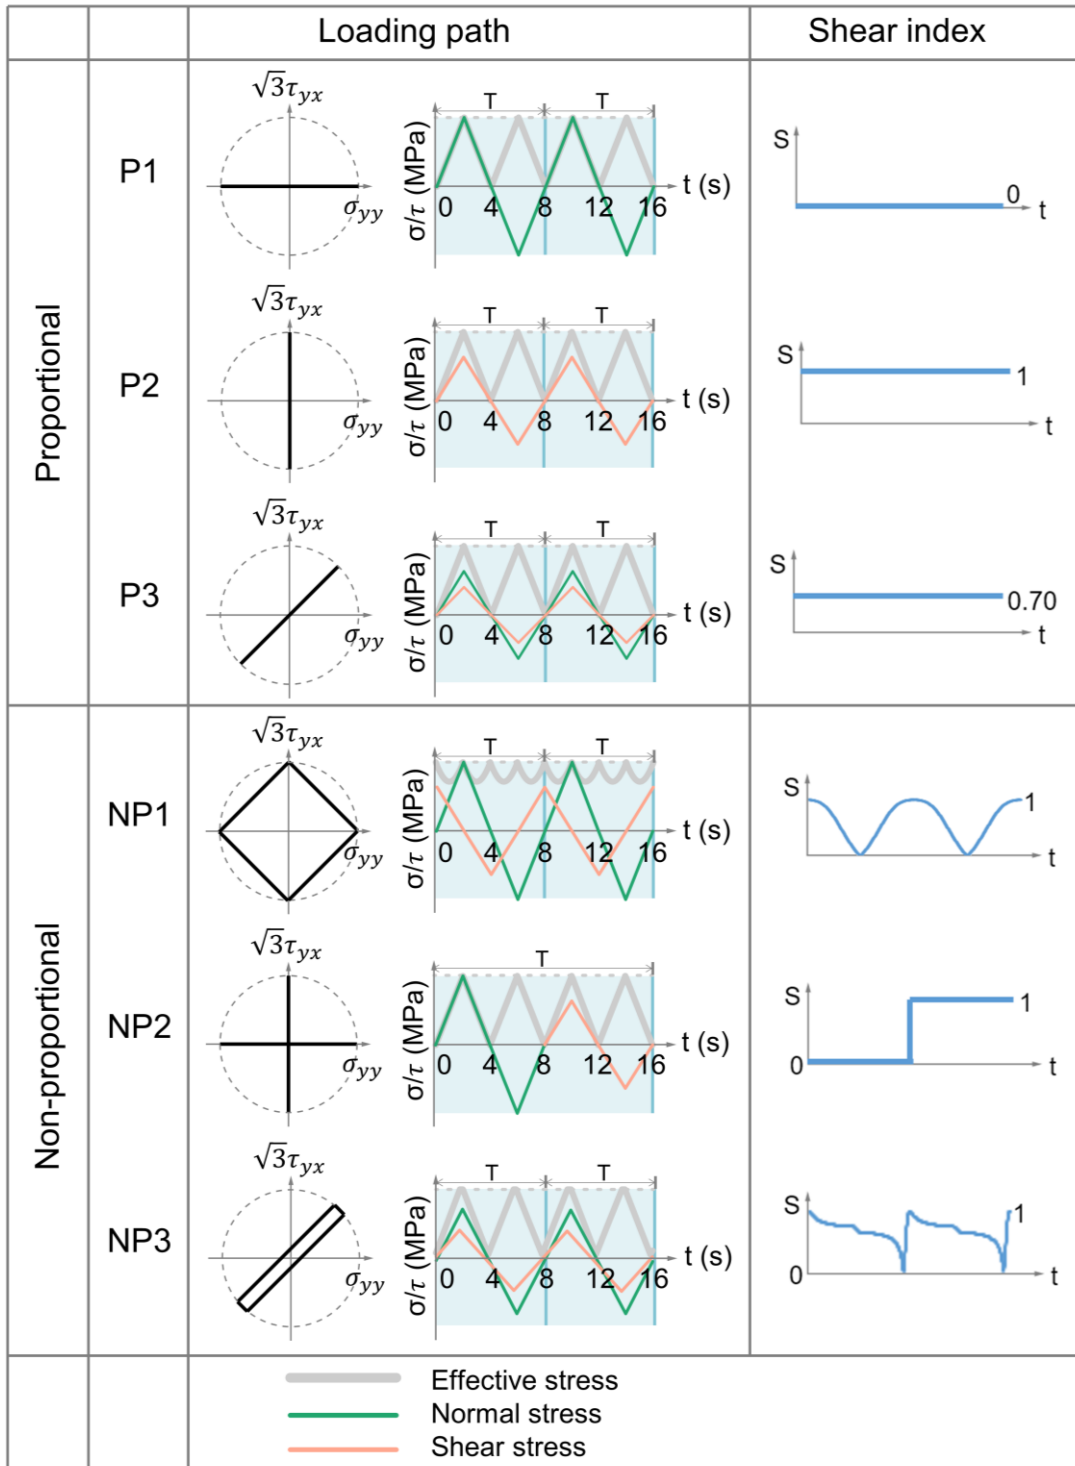 Loading path Shear index
Proportional
P1
√3τyx
σyy
σ/τ (MPa)
T T
t (s)
0 4 8 12 16
S
0
t
P2
√3τyx
σyy
σ/τ (MPa)
T T
t (s)
0 4 8 12 16
S
1
t
P3
√3τyx
σyy
σ/τ (MPa)
T T
t (s)
0 4 8 12 16
S
0.70
t
Non-proportional
NP1
√3τyx
σyy
σ/τ (MPa)
T T
t (s)
0 4 8 12 16
S
1
t
NP2
√3τyx
σyy
σ/τ (MPa)
T
t (s)
0 4 8 12 16
S
1
0
t
NP3
√3τyx
σyy
σ/τ (MPa)
T T
t (s)
0 4 8 12 16
S
1
0
t
Effective stress
Normal stress
Shear stress